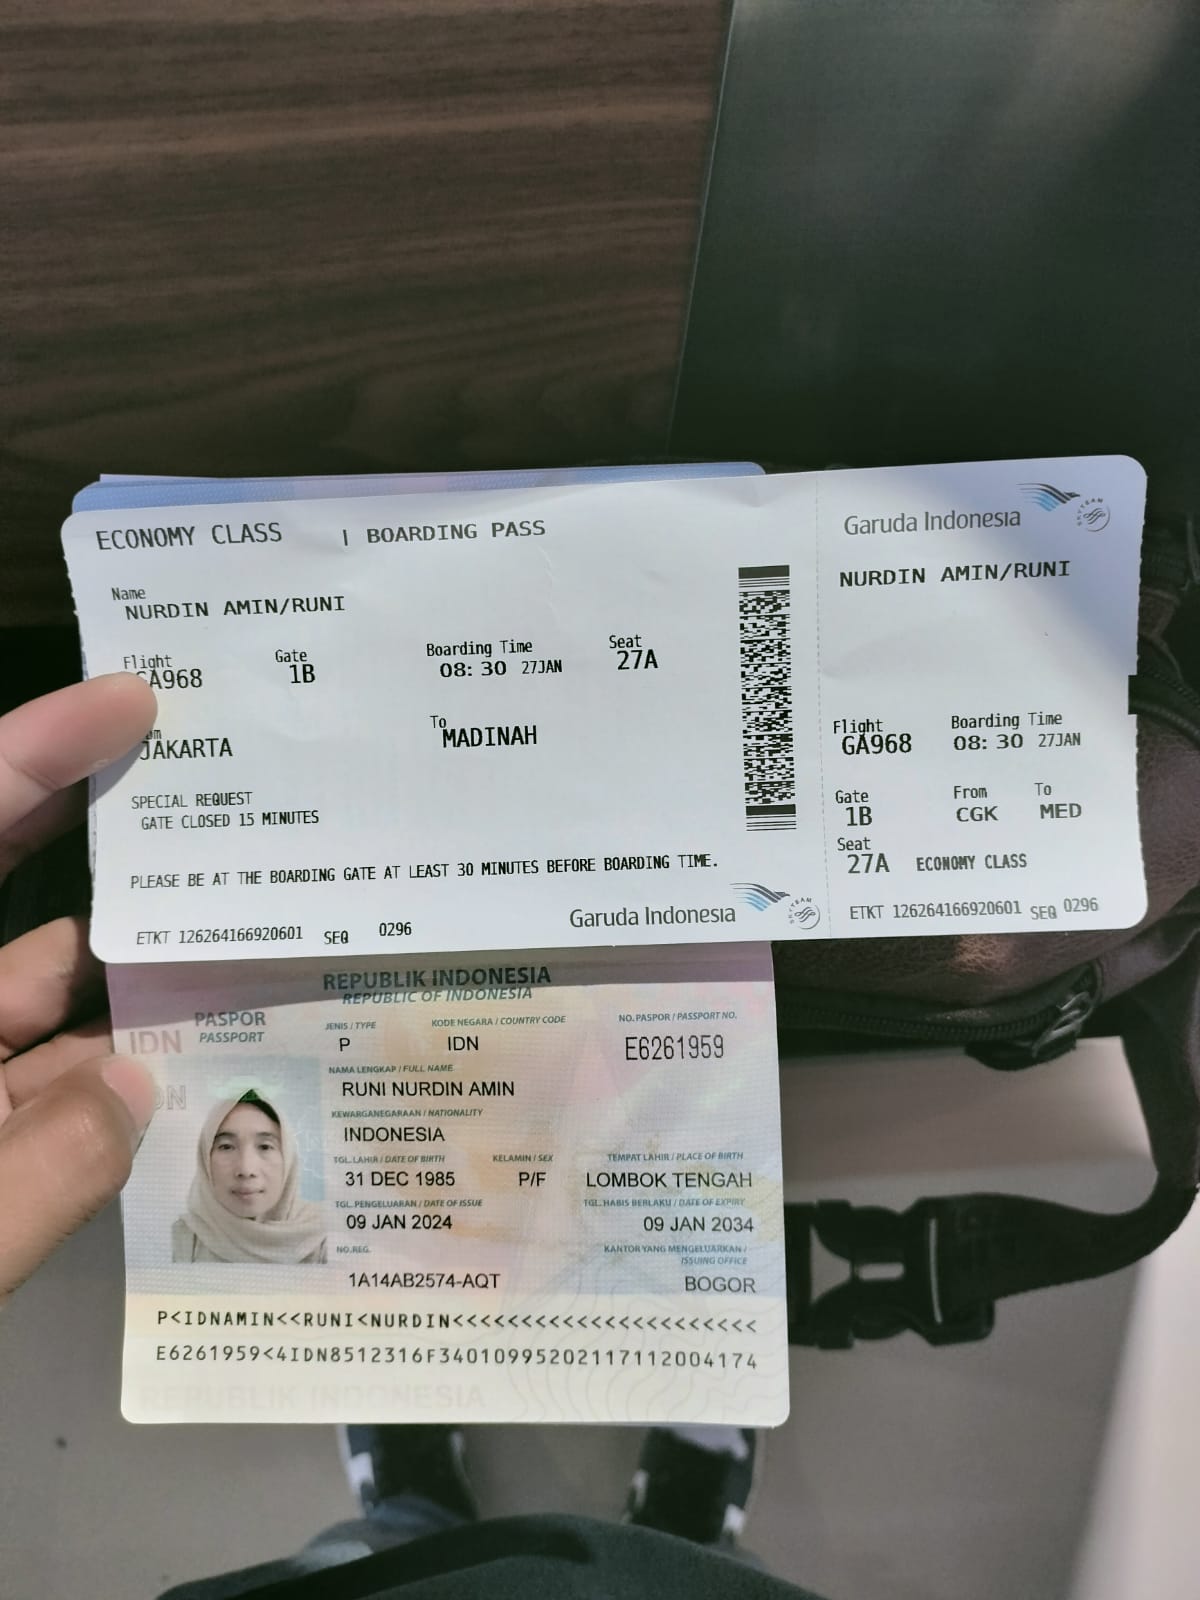 ECONOMY CLASS | BOARDING PASS
Name
NURDIN AMIN/RUNI
Flight Gate Boarding Time Seat
GA968 1B 08:30 27JAN 27A
To
JAKARTA MADINAH
SPECIAL REQUEST
GATE CLOSED 15 MINUTES
PLEASE BE AT THE BOARDING GATE AT LEAST 30 MINUTES BEFORE BOARDING TIME.
Garuda Indonesia SKYTEAM
ETKT 126264166920601 SEQ 0296
Garuda Indonesia SKYTEAM
NURDIN AMIN/RUNI
Flight Boarding Time
GA968 08:30 27JAN
Gate From To
1B CGK MED
Seat
27A ECONOMY CLASS
ETKT 126264166920601 SEQ 0296
REPUBLIK INDONESIA
REPUBLIC OF INDONESIA
PASPOR
PASSPORT
IDN
JENIS / TYPE KODE NEGARA / COUNTRY CODE NO. PASPOR / PASSPORT NO.
P IDN E6261959
NAMA LENGKAP / FULL NAME
RUNI NURDIN AMIN
KEWARGANEGARAAN / NATIONALITY
INDONESIA
TGL. LAHIR / DATE OF BIRTH KELAMIN / SEX TEMPAT LAHIR / PLACE OF BIRTH
31 DEC 1985 P/F LOMBOK TENGAH
TGL. PENGELUARAN / DATE OF ISSUE TGL. HABIS BERLAKU / DATE OF EXPIRY
09 JAN 2024 09 JAN 2034
NO. REG. KANTOR YANG MENGELUARKAN /
ISSUING OFFICE
1A14AB2574-AQT BOGOR
P<IDNAMIN<<RUNI<NURDIN<<<<<<<<<<<<<<<<<<<<<<
E6261959<4IDN8512316F3401099520211711200417​4
REPUBLIK INDONESIA